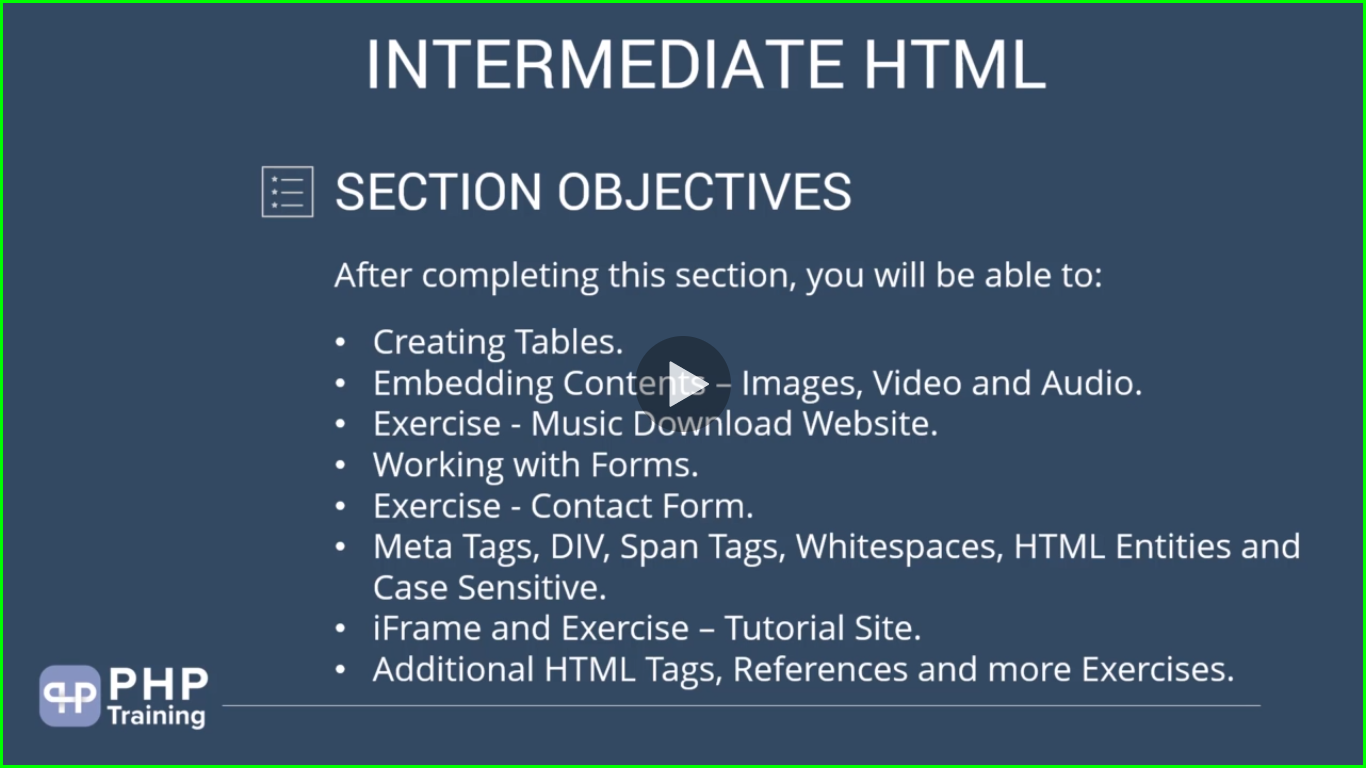 INTERMEDIATE HTML
SECTION OBJECTIVES
After completing this section, you will be able to:
• Creating Tables.
• Embedding Contents – Images, Video and Audio.
• Exercise - Music Download Website.
• Working with Forms.
• Exercise - Contact Form.
• Meta Tags, DIV, Span Tags, Whitespaces, HTML Entities and
Case Sensitive.
• iFrame and Exercise – Tutorial Site.
• Additional HTML Tags, References and more Exercises.
PHP
Training